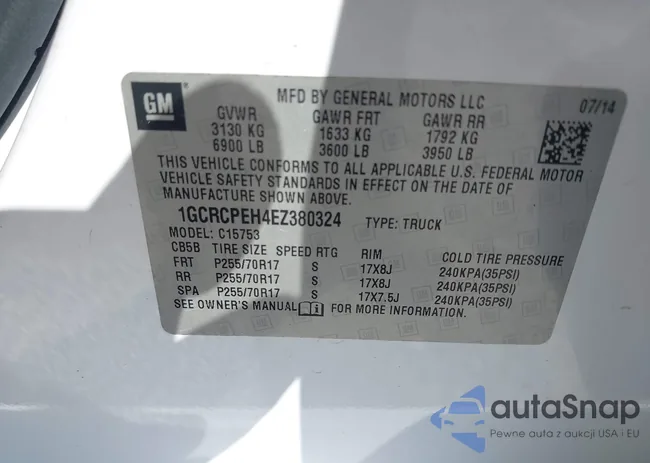 GM
MFD BY GENERAL MOTORS LLC 07/14
GVWR GAWR FRT GAWR RR
3130 KG 1633 KG 1792 KG
6900 LB 3600 LB 3950 LB
THIS VEHICLE CONFORMS TO ALL APPLICABLE U.S. FEDERAL MOTOR
VEHICLE SAFETY STANDARDS IN EFFECT ON THE DATE OF
MANUFACTURE SHOWN ABOVE.
1GCRCPEH4EZ380324 TYPE: TRUCK
MODEL: C15753
CB5B TIRE SIZE SPEED RTG RIM COLD TIRE PRESSURE
FRT P255/70R17 S 17X8J 240KPA(35PSI)
RR P255/70R17 S 17X8J 240KPA(35PSI)
SPA P255/70R17 S 17X7.5J 240KPA(35PSI)
SEE OWNER'S MANUAL FOR MORE INFORMATION.
autoSnap
Pewne auta z aukcji USA i EU